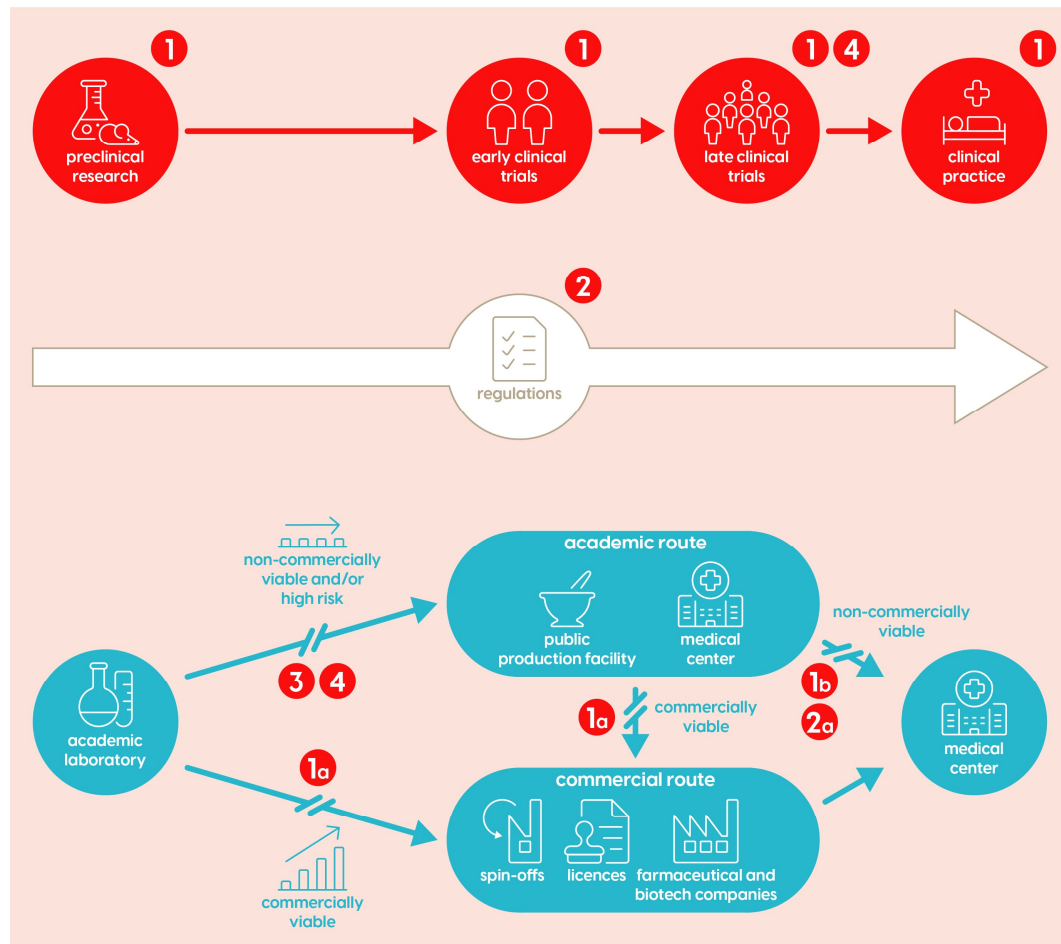 1
1
1 4
1
preclinical
research
early clinical
trials
late clinical
trials
clinical
practice
2
regulations
non-commercially
viable and/or
high risk
academic route
public
production facility
medical
center
non-commercially
viable
3 4
1b
2a
1a
commercially
viable
academic
laboratory
medical
center
1a
commercial route
spin-offs
licences
farmaceutical and
biotech companies
commercially
viable